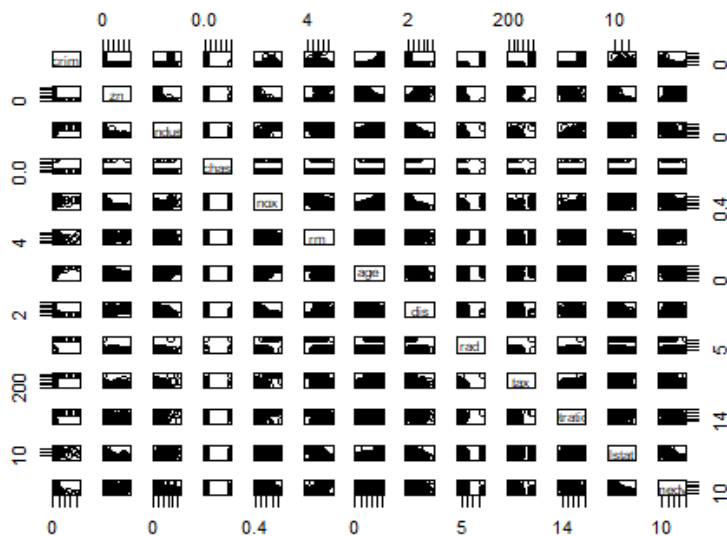 0 0.0 4 2 200 10
crim 0
0 zn
indus 0
0.0 chas
nox 0.4
4 rm
age 0
2 dis
rad 5
200 tax
ptratio 14
10 lstat
medv 10
0 0 0.4 0 5 14 10